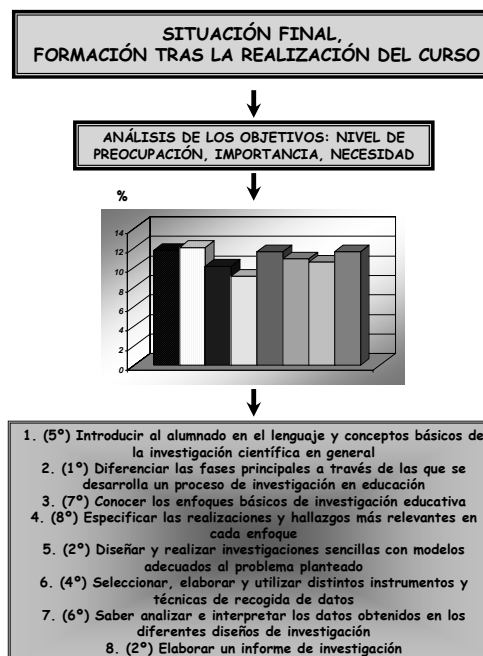 SITUACIÓN FINAL,
FORMACIÓN TRAS LA REALIZACIÓN DEL CURSO
ANÁLISIS DE LOS OBJETIVOS: NIVEL DE
PREOCUPACIÓN, IMPORTANCIA, NECESIDAD
%
14
12
10
8
6
4
2
0
1. (5º) Introducir al alumnado en el lenguaje y conceptos básicos de
la investigación científica en general
2. (1º) Diferenciar las fases principales a través de las que se
desarrolla un proceso de investigación en educación
3. (7º) Conocer los enfoques básicos de investigación educativa
4. (8º) Especificar las realizaciones y hallazgos más relevantes en
cada enfoque
5. (2º) Diseñar y realizar investigaciones sencillas con modelos
adecuados al problema planteado
6. (4º) Seleccionar, elaborar y utilizar distintos instrumentos y
técnicas de recogida de datos
7. (6º) Saber analizar e interpretar los datos obtenidos en los
diferentes diseños de investigación
8. (2º) Elaborar un informe de investigación